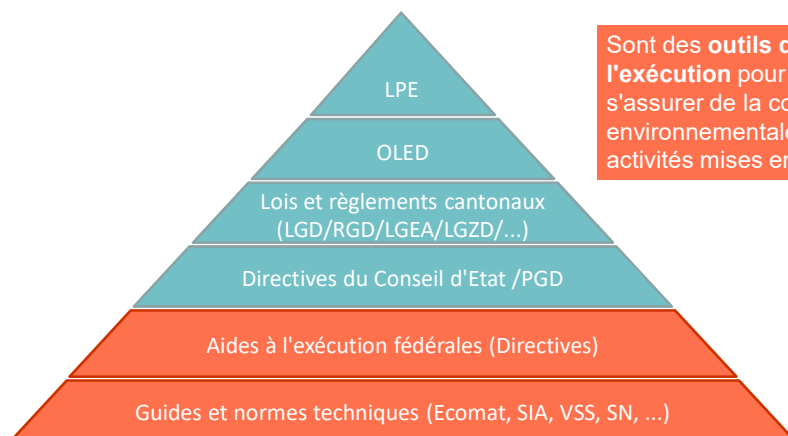 LPE
OLED
Lois et règlements cantonaux
(LGD/RGD/LGEA/LGZD/...)
Directives du Conseil d'Etat /PGD
Aides à l'exécution fédérales (Directives)
Guides et normes techniques (Ecomat, SIA, VSS, SN, ...)
Sont des outils
l'exécution pour
s'assurer de la
environnementale
activités mises